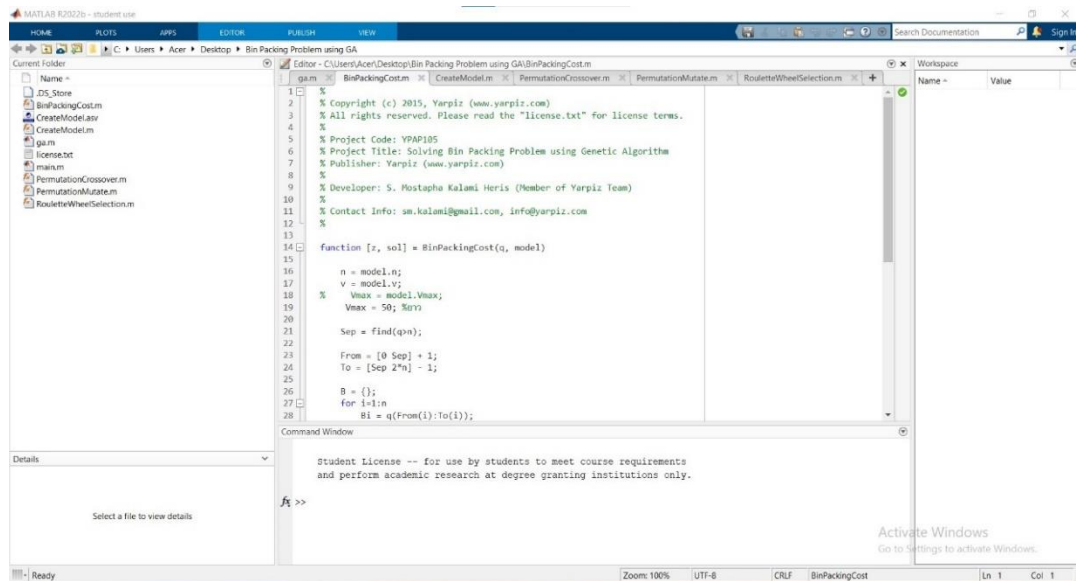 MATLAB R2022b - student use
HOME PLOTS APPS EDITOR PUBLISH VIEW Search Documentation Sign In
C: Users Acer Desktop Bin Packing Problem using GA
Current Folder
Name
.DS_Store
BinPackingCost.m
CreateModel.asv
CreateModel.m
ga.m
license.txt
main.m
PermutationCrossover.m
PermutationMutate.m
RouletteWheelSelection.m
Details
Select a file to view details
Editor - C:\Users\Acer\Desktop\Bin Packing Problem using GA\BinPackingCost.m
ga.m BinPackingCost.m CreateModel.m PermutationCrossover.m PermutationMutate.m RouletteWheelSelection.m +
1 %
2 % Copyright (c) 2015, Yarpiz (www.yarpiz.com)
3 % All rights reserved. Please read the "license.txt" for license terms.
4 %
5 % Project Code: YPAP105
6 % Project Title: Solving Bin Packing Problem using Genetic Algorithm
7 % Publisher: Yarpiz (www.yarpiz.com)
8 %
9 % Developer: S. Mostapha Kalami Heris (Member of Yarpiz Team)
10 %
11 % Contact Info: sm.kalami@gmail.com, info@yarpiz.com
12 %
13
14 function [z, sol] = BinPackingCost(q, model)
15
16 n = model.n;
17 v = model.v;
18 % Vmax = model.Vmax;
19 Vmax = 50; %ยาว
20
21 Sep = find(q>n);
22
23 From = [0 Sep] + 1;
24 To = [Sep 2*n] - 1;
25
26 B = {};
27 for i=1:n
28 Bi = q(From(i):To(i));
Command Window
Student License -- for use by students to meet course requirements
and perform academic research at degree granting institutions only.
fx >>
Workspace
Name Value
Activate Windows
Go to Settings to activate Windows.
Ready Zoom: 100% UTF-8 CRLF BinPackingCost Ln 1 Col 1